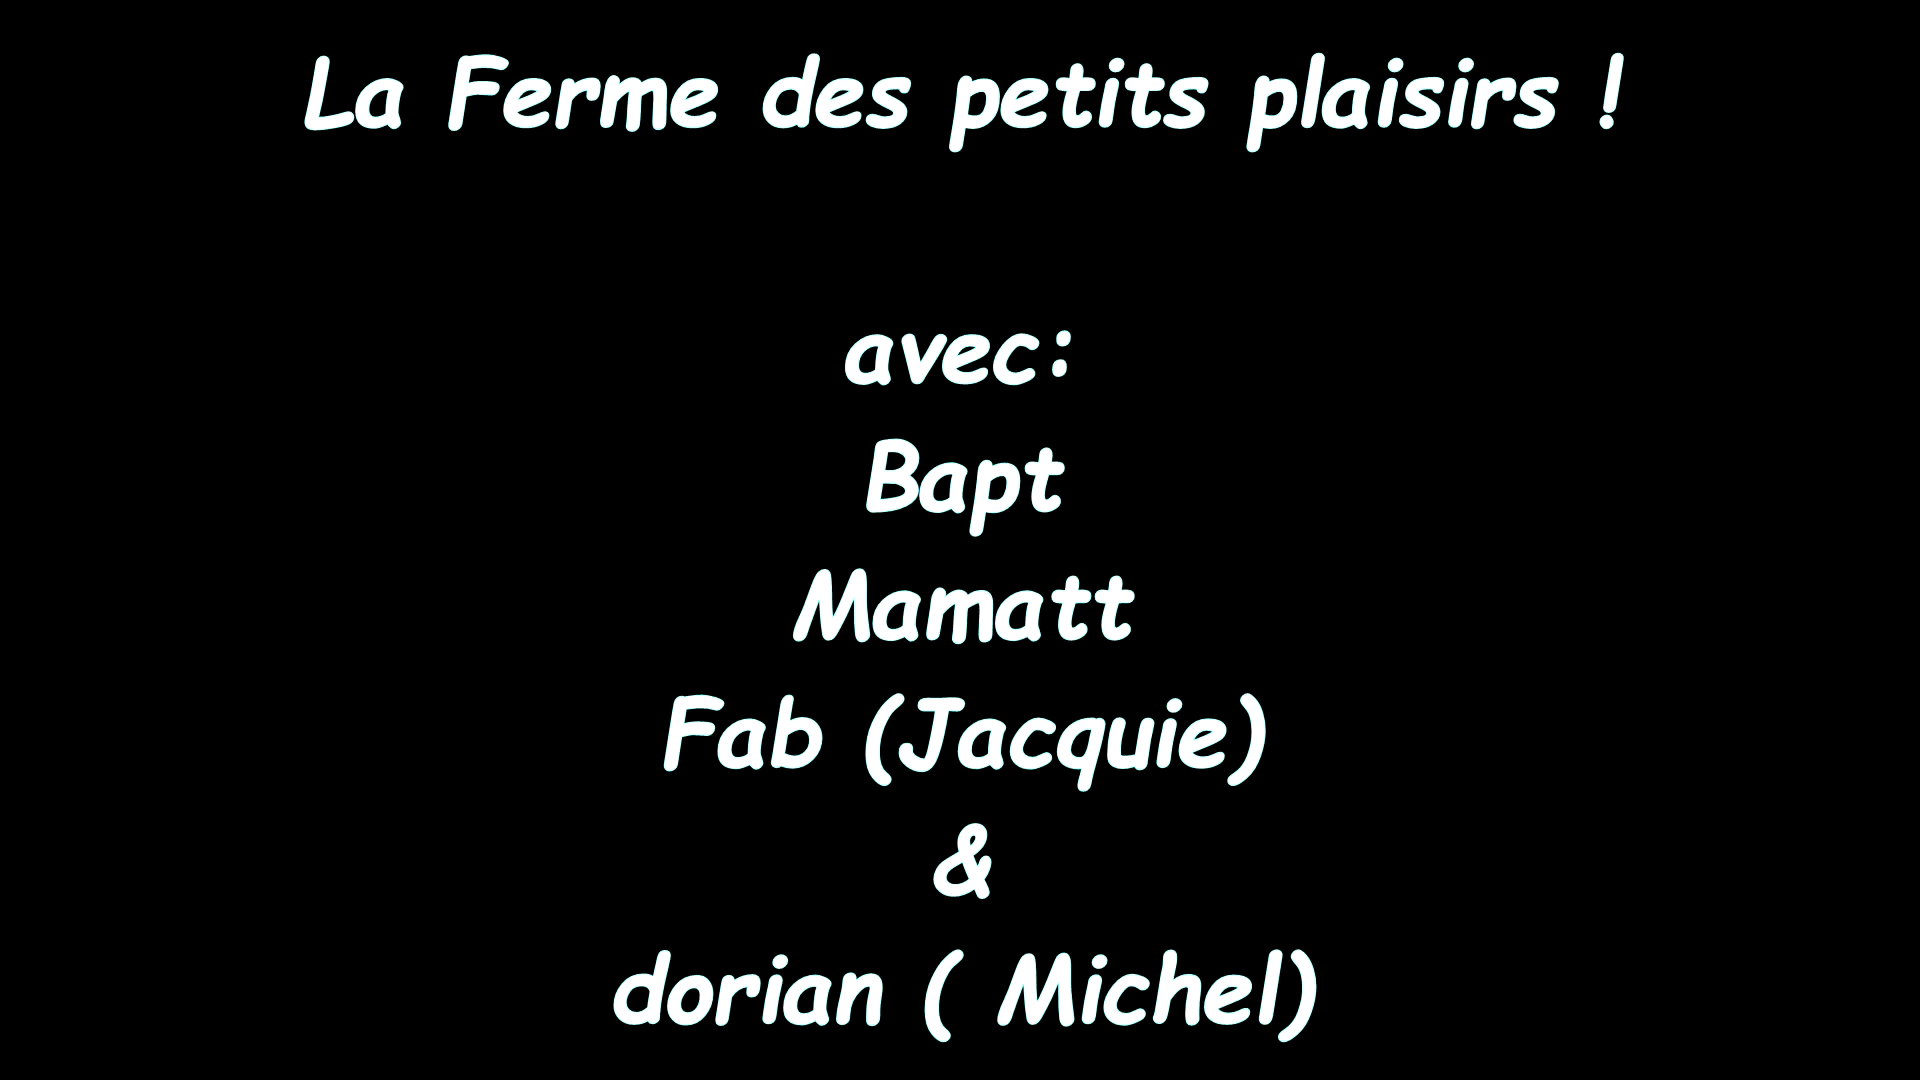 La Ferme des petits plaisirs !
avec:
Bapt
Mamatt
Fab (Jacquie)
&
dorian ( Michel)